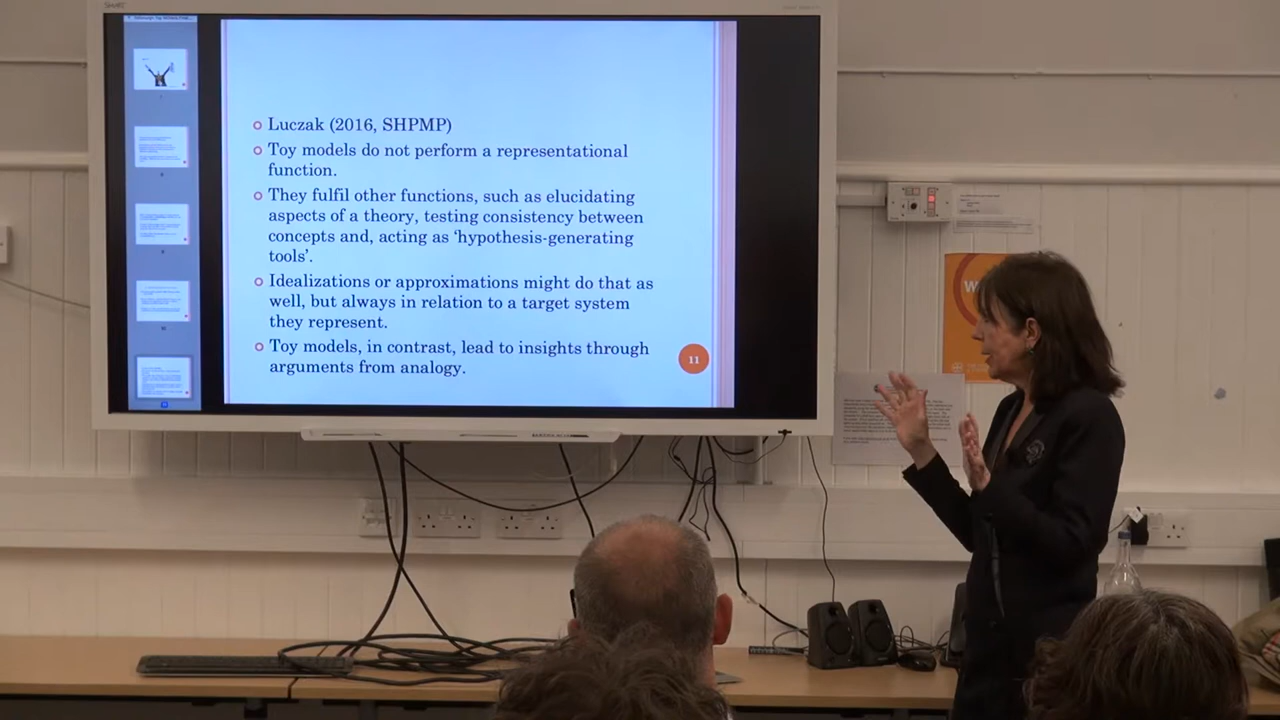 SMART
Luczak (2016, SHPMP)
Toy models do not perform a representational
function.
They fulfil other functions, such as elucidating
aspects of a theory, testing consistency between
concepts and, acting as ‘hypothesis-generating
tools’.
Idealizations or approximations might do that as
well, but always in relation to a target system
they represent.
Toy models, in contrast, lead to insights through
arguments from analogy.
11